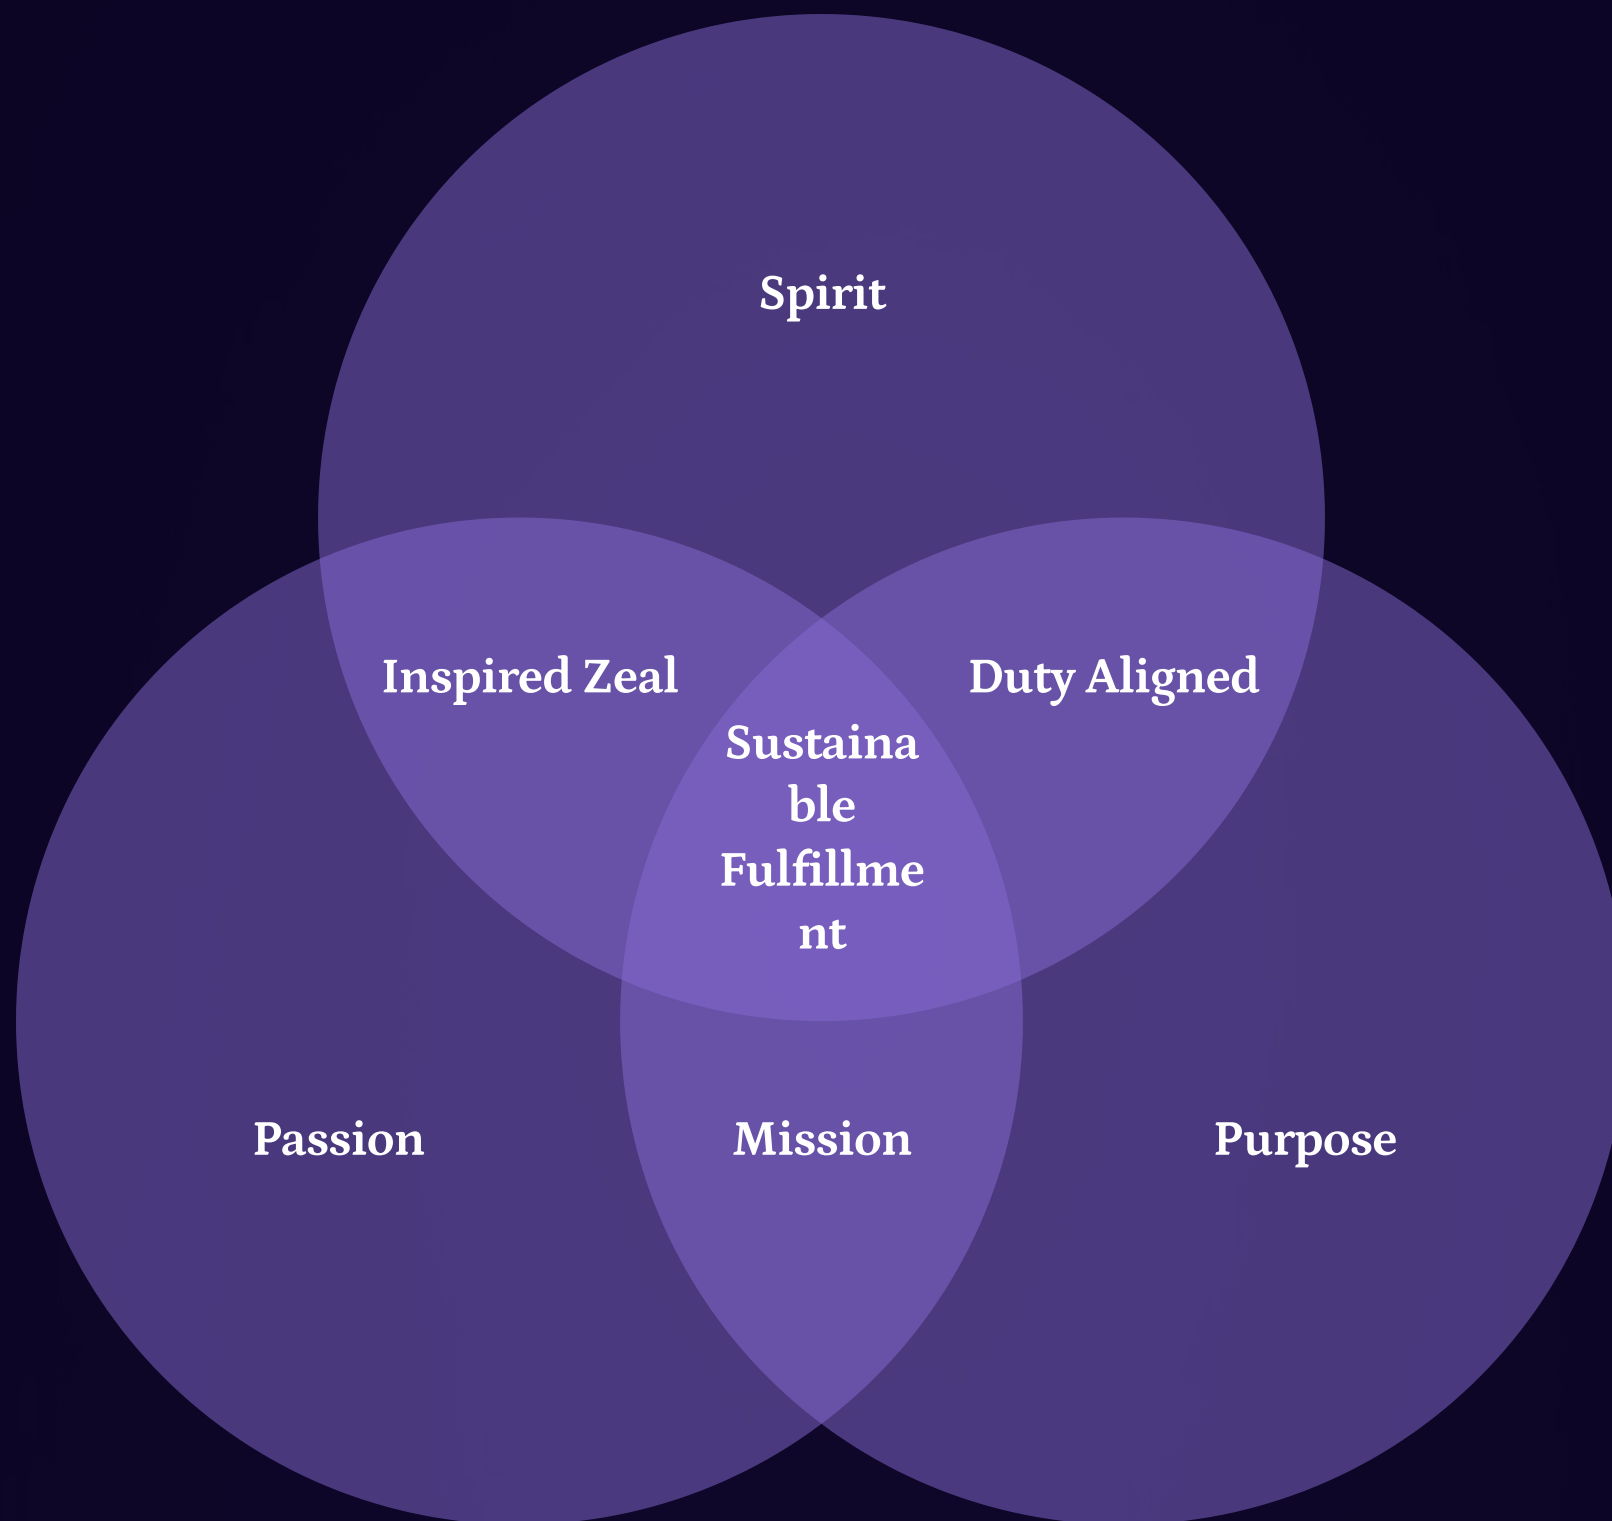 Spirit
Inspired Zeal
Duty Aligned
Sustaina
ble
Fulfillme
nt
Passion
Mission
Purpose